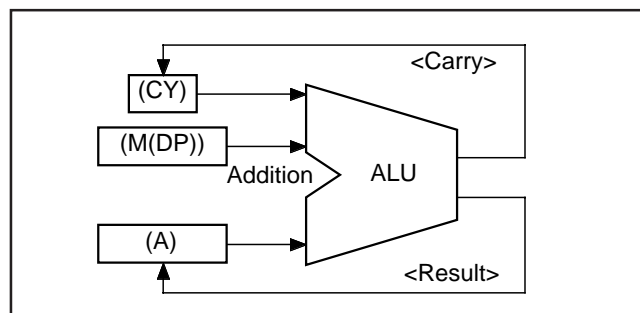 <Carry>
(CY)
(M(DP))
Addition
ALU
(A)
<Result>